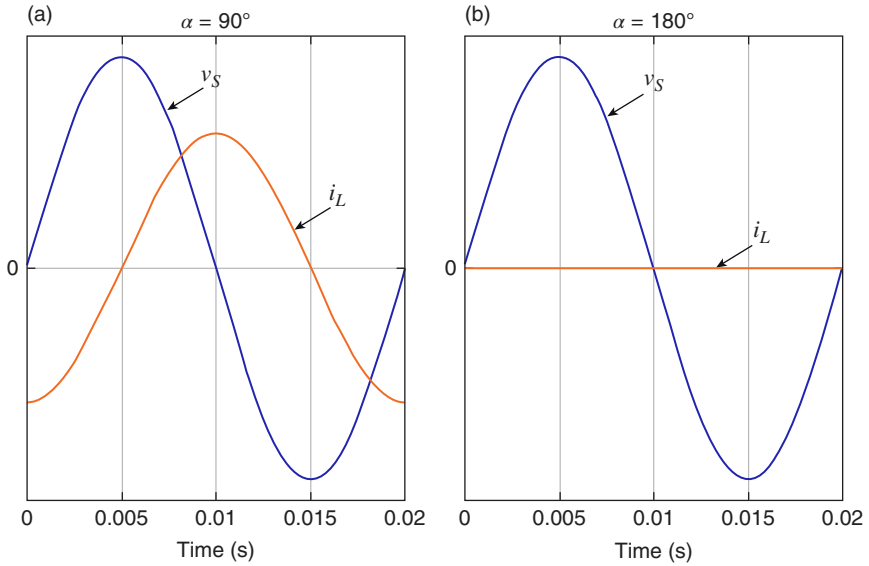 (a)
α = 90°
v_S
i_L
0
0
0.005
0.01
0.015
0.02
Time (s)
(b)
α = 180°
v_S
i_L
0
0
0.005
0.01
0.015
0.02
Time (s)